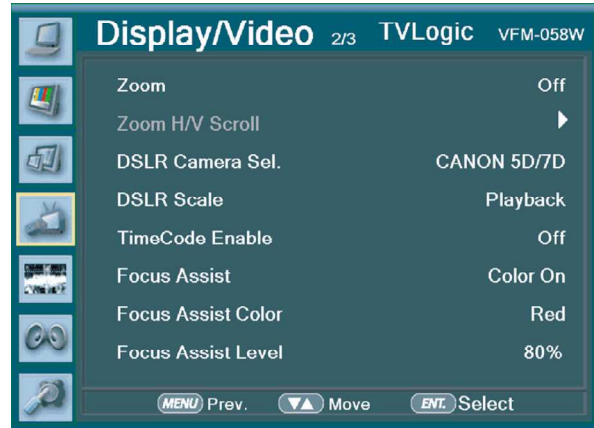 Display/Video 2/3 TVLogic VFM-058W
Zoom Off
Zoom H/V Scroll
DSLR Camera Sel. CANON 5D/7D
DSLR Scale Playback
TimeCode Enable Off
Focus Assist Color On
Focus Assist Color Red
Focus Assist Level 80%
MENU Prev. ▼▲ Move ENT. Select